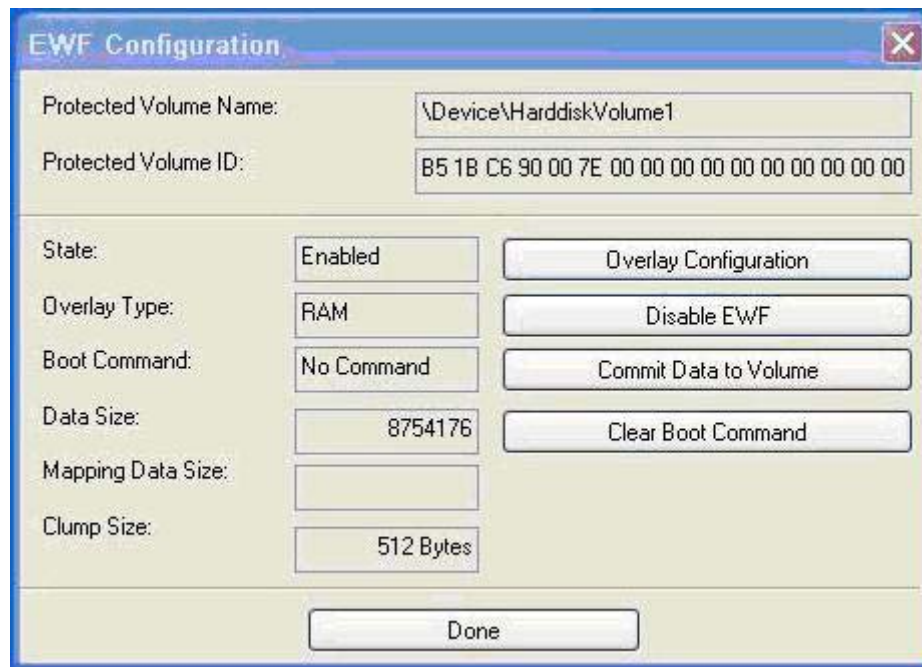 EWF Configuration
Protected Volume Name: \Device\HarddiskVolume1
Protected Volume ID: B5 1B C6 90 00 7E 00 00 00 00 00 00 00 00 00 00
State: Enabled Overlay Configuration
Overlay Type: RAM Disable EWF
Boot Command: No Command Commit Data to Volume
Data Size: 8754176 Clear Boot Command
Mapping Data Size:
Clump Size: 512 Bytes
Done